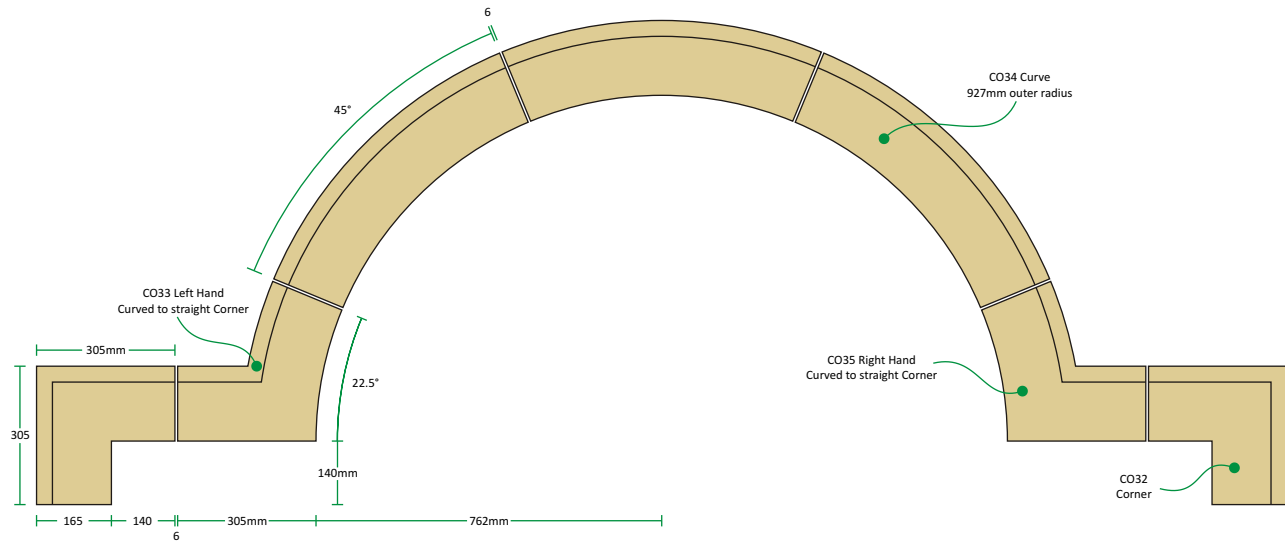 6
CO34 Curve
927mm outer radius
45°
CO33 Left Hand
Curved to straight Corner
305mm
CO35 Right Hand
Curved to straight Corner
22.5°
305
140mm
CO32
Corner
165
140
6
305mm
762mm